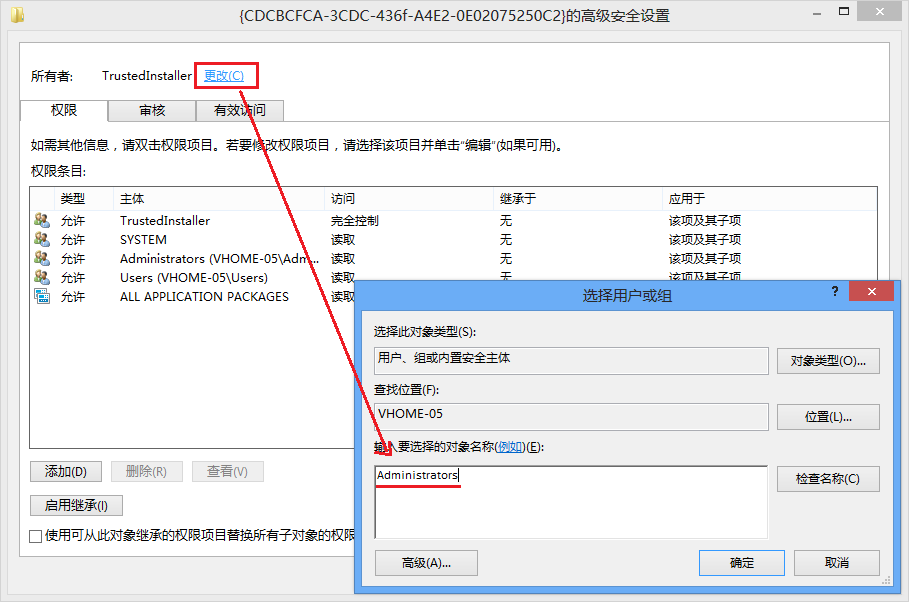 {CDCBCFCA-3CDC-436f-A4E2-0E02075250C2}的高级安全设置
所有者: TrustedInstaller 更改(C)
权限 审核 有效访问
如需其他信息，请双击权限项目。若要修改权限项目，请选择该项目并单击“编辑”(如果可用)。
权限条目:
类型 主体 访问 继承于 应用于
允许 TrustedInstaller 完全控制 无 该项及其子项
允许 SYSTEM 读取 无 该项及其子项
允许 Administrators (VHOME-05\Adm... 读取 无 该项及其子项
允许 Users (VHOME-05\Users) 读取 无 该项及其子项
允许 ALL APPLICATION PACKAGES 读取
添加(D) 删除(R) 查看(V)
启用继承(I)
使用可从此对象继承的权限项目替换所有子对象的权限
选择用户或组 ?
选择此对象类型(S):
用户、组或内置安全主体 对象类型(O)...
查找位置(F):
VHOME-05 位置(L)...
输入要选择的对象名称(例如)(E):
Administrators 检查名称(C)
高级(A)... 确定 取消